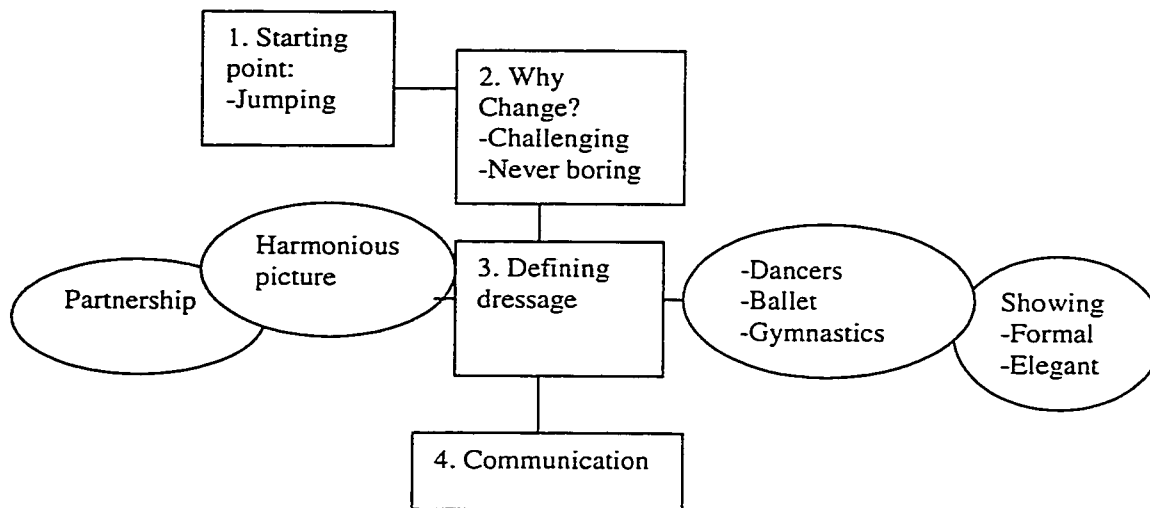 1. Starting
point:
-Jumping
2. Why
Change?
-Challenging
-Never boring
Harmonious
picture
Partnership
3. Defining
dressage
-Dancers
-Ballet
-Gymnastics
Showing
-Formal
-Elegant
4. Communication